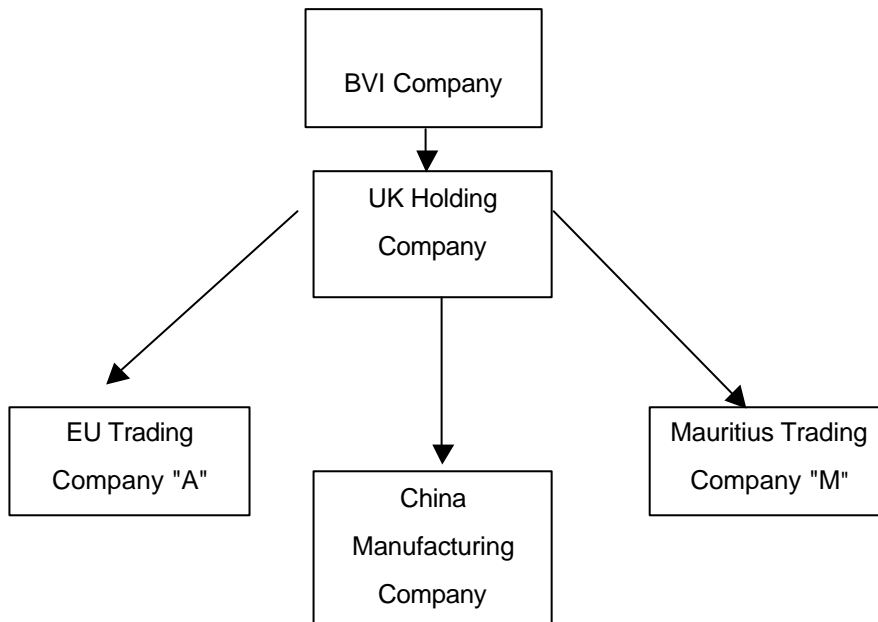 BVI Company
UK Holding
Company
EU Trading
Company "A"
China
Manufacturing
Company
Mauritius Trading
Company "M"